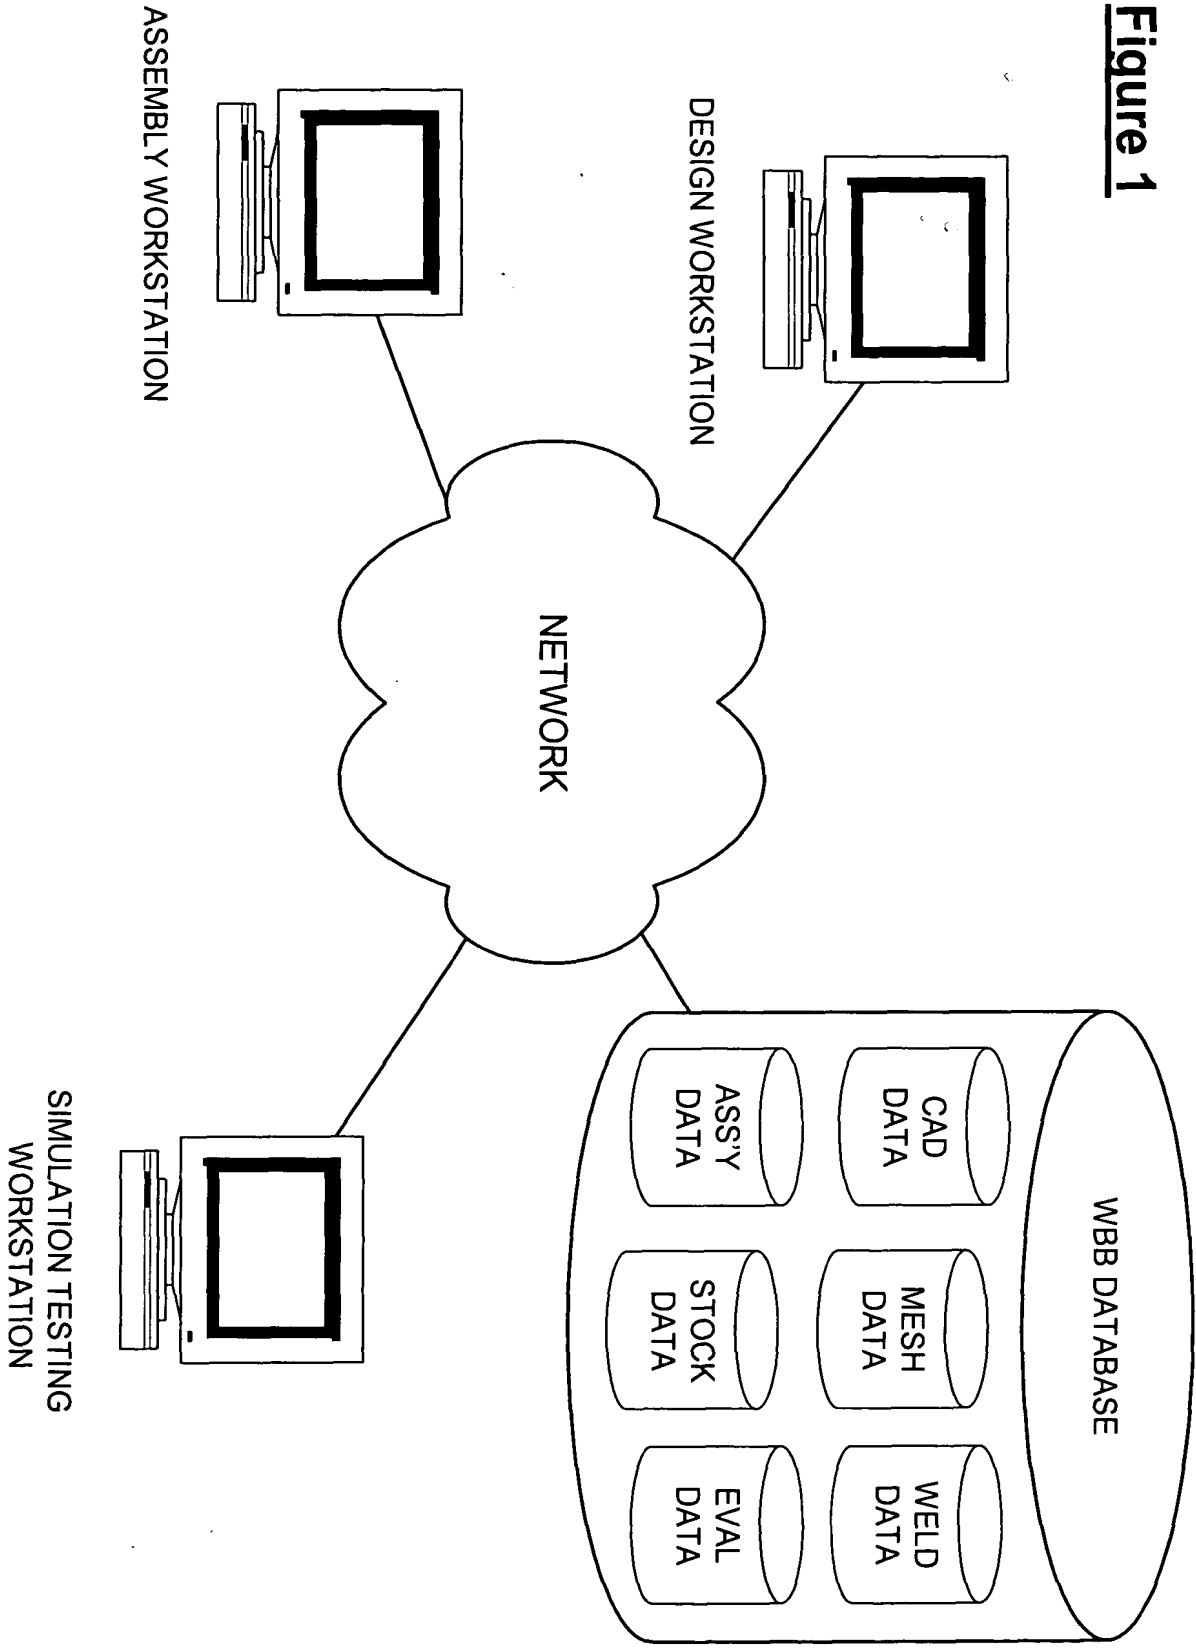 Figure 1
DESIGN WORKSTATION
ASSEMBLY WORKSTATION
NETWORK
WBB DATABASE
CAD
DATA
MESH
DATA
WELD
DATA
ASS'Y
DATA
STOCK
DATA
EVAL
DATA
SIMULATION TESTING
WORKSTATION